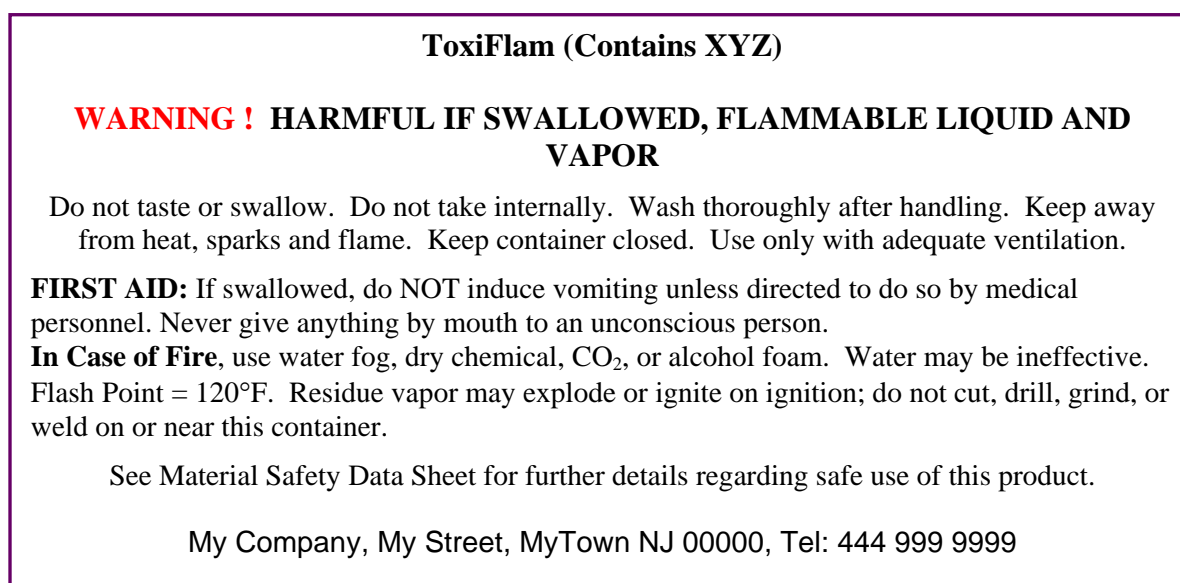 ToxiFlam (Contains XYZ)
WARNING ! HARMFUL IF SWALLOWED, FLAMMABLE LIQUID AND
VAPOR
Do not taste or swallow. Do not take internally. Wash thoroughly after handling. Keep away
from heat, sparks and flame. Keep container closed. Use only with adequate ventilation.
FIRST AID: If swallowed, do NOT induce vomiting unless directed to do so by medical
personnel. Never give anything by mouth to an unconscious person.
In Case of Fire, use water fog, dry chemical, CO₂, or alcohol foam. Water may be ineffective.
Flash Point = 120°F. Residue vapor may explode or ignite on ignition; do not cut, drill, grind, or
weld on or near this container.
See Material Safety Data Sheet for further details regarding safe use of this product.
My Company, My Street, MyTown NJ 00000, Tel: 444 999 9999